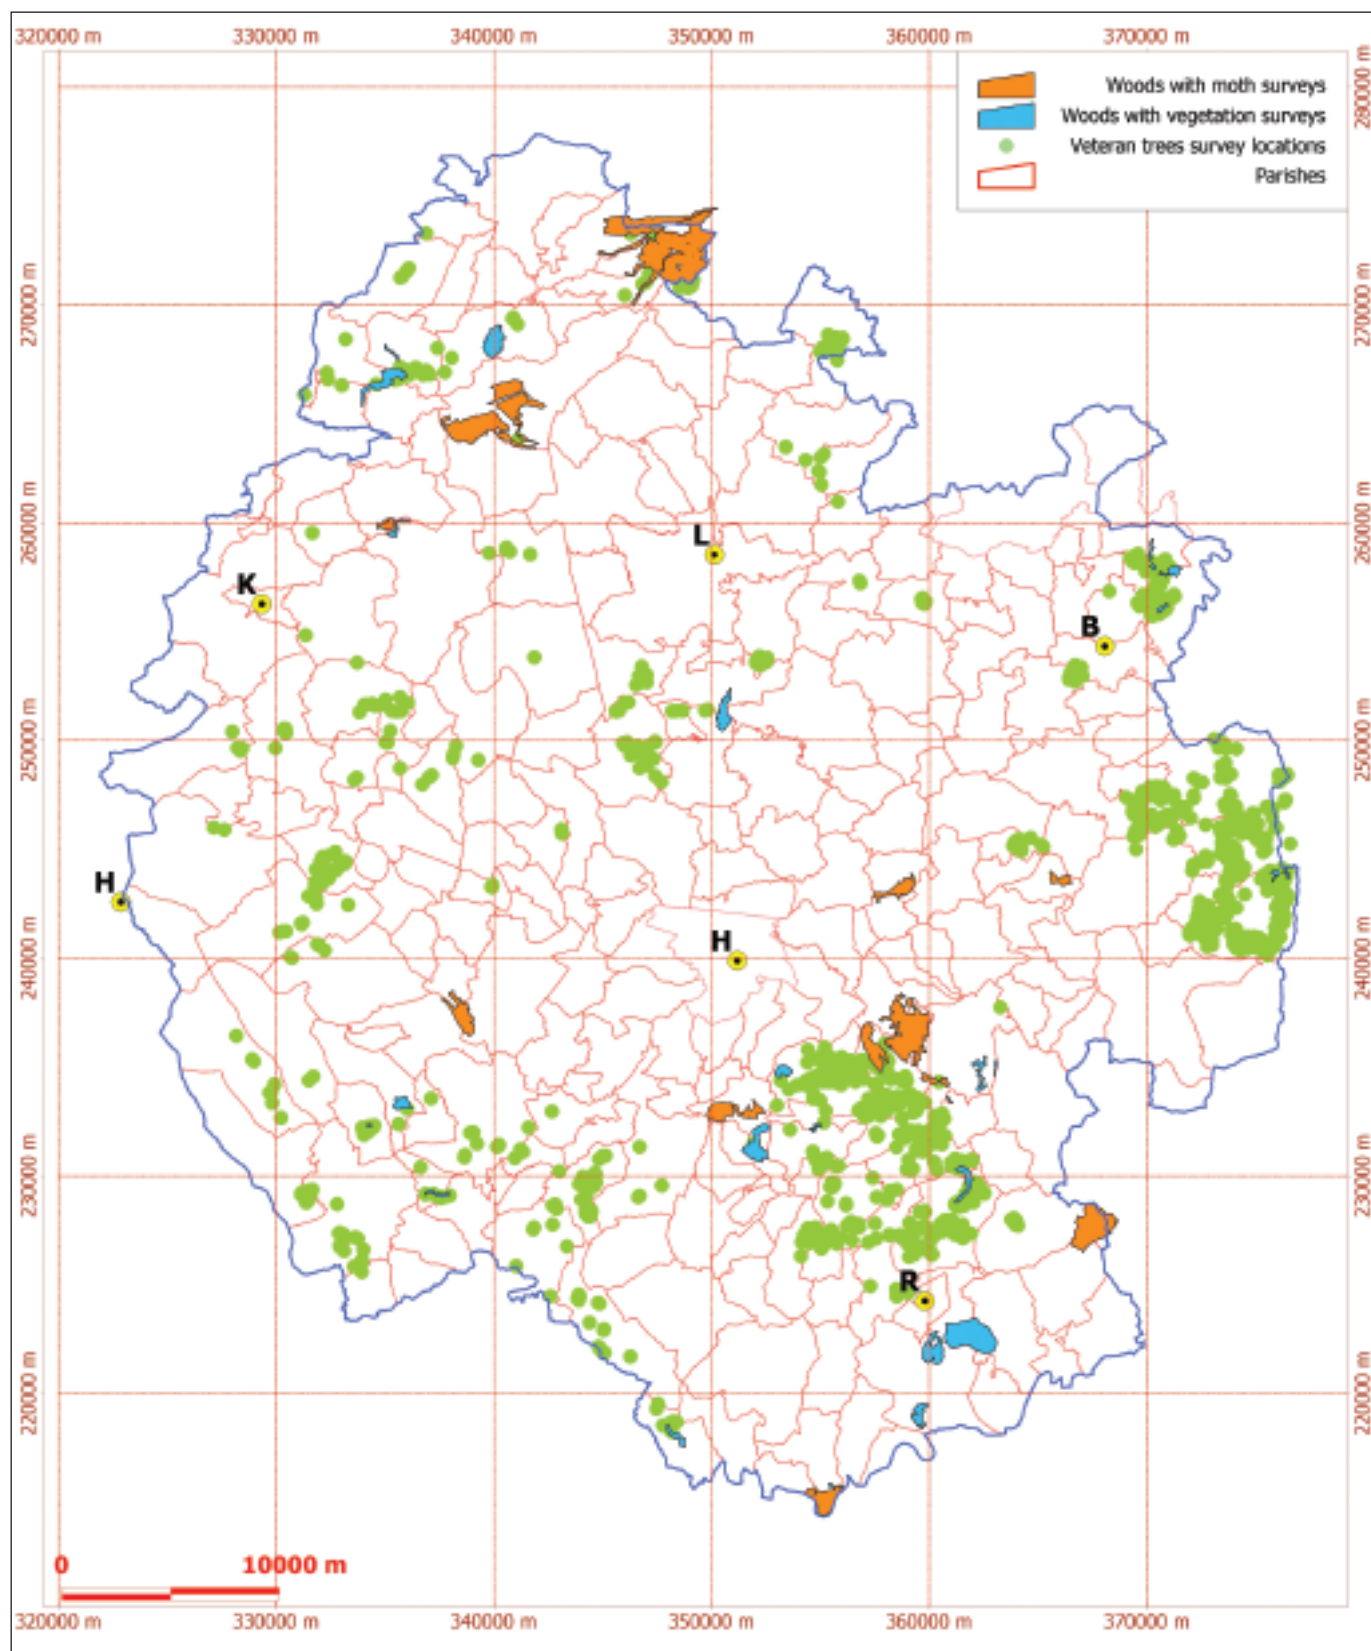 320000 m 330000 m 340000 m 350000 m 360000 m 370000 m
280000 m
Woods with moth surveys
Woods with vegetation surveys
Veteran trees survey locations
Parishes
270000 m 270000 m
260000 m 260000 m
L
K
B
250000 m 250000 m
H
H
240000 m 240000 m
230000 m 230000 m
R
220000 m 220000 m
0 10000 m
320000 m 330000 m 340000 m 350000 m 360000 m 370000 m